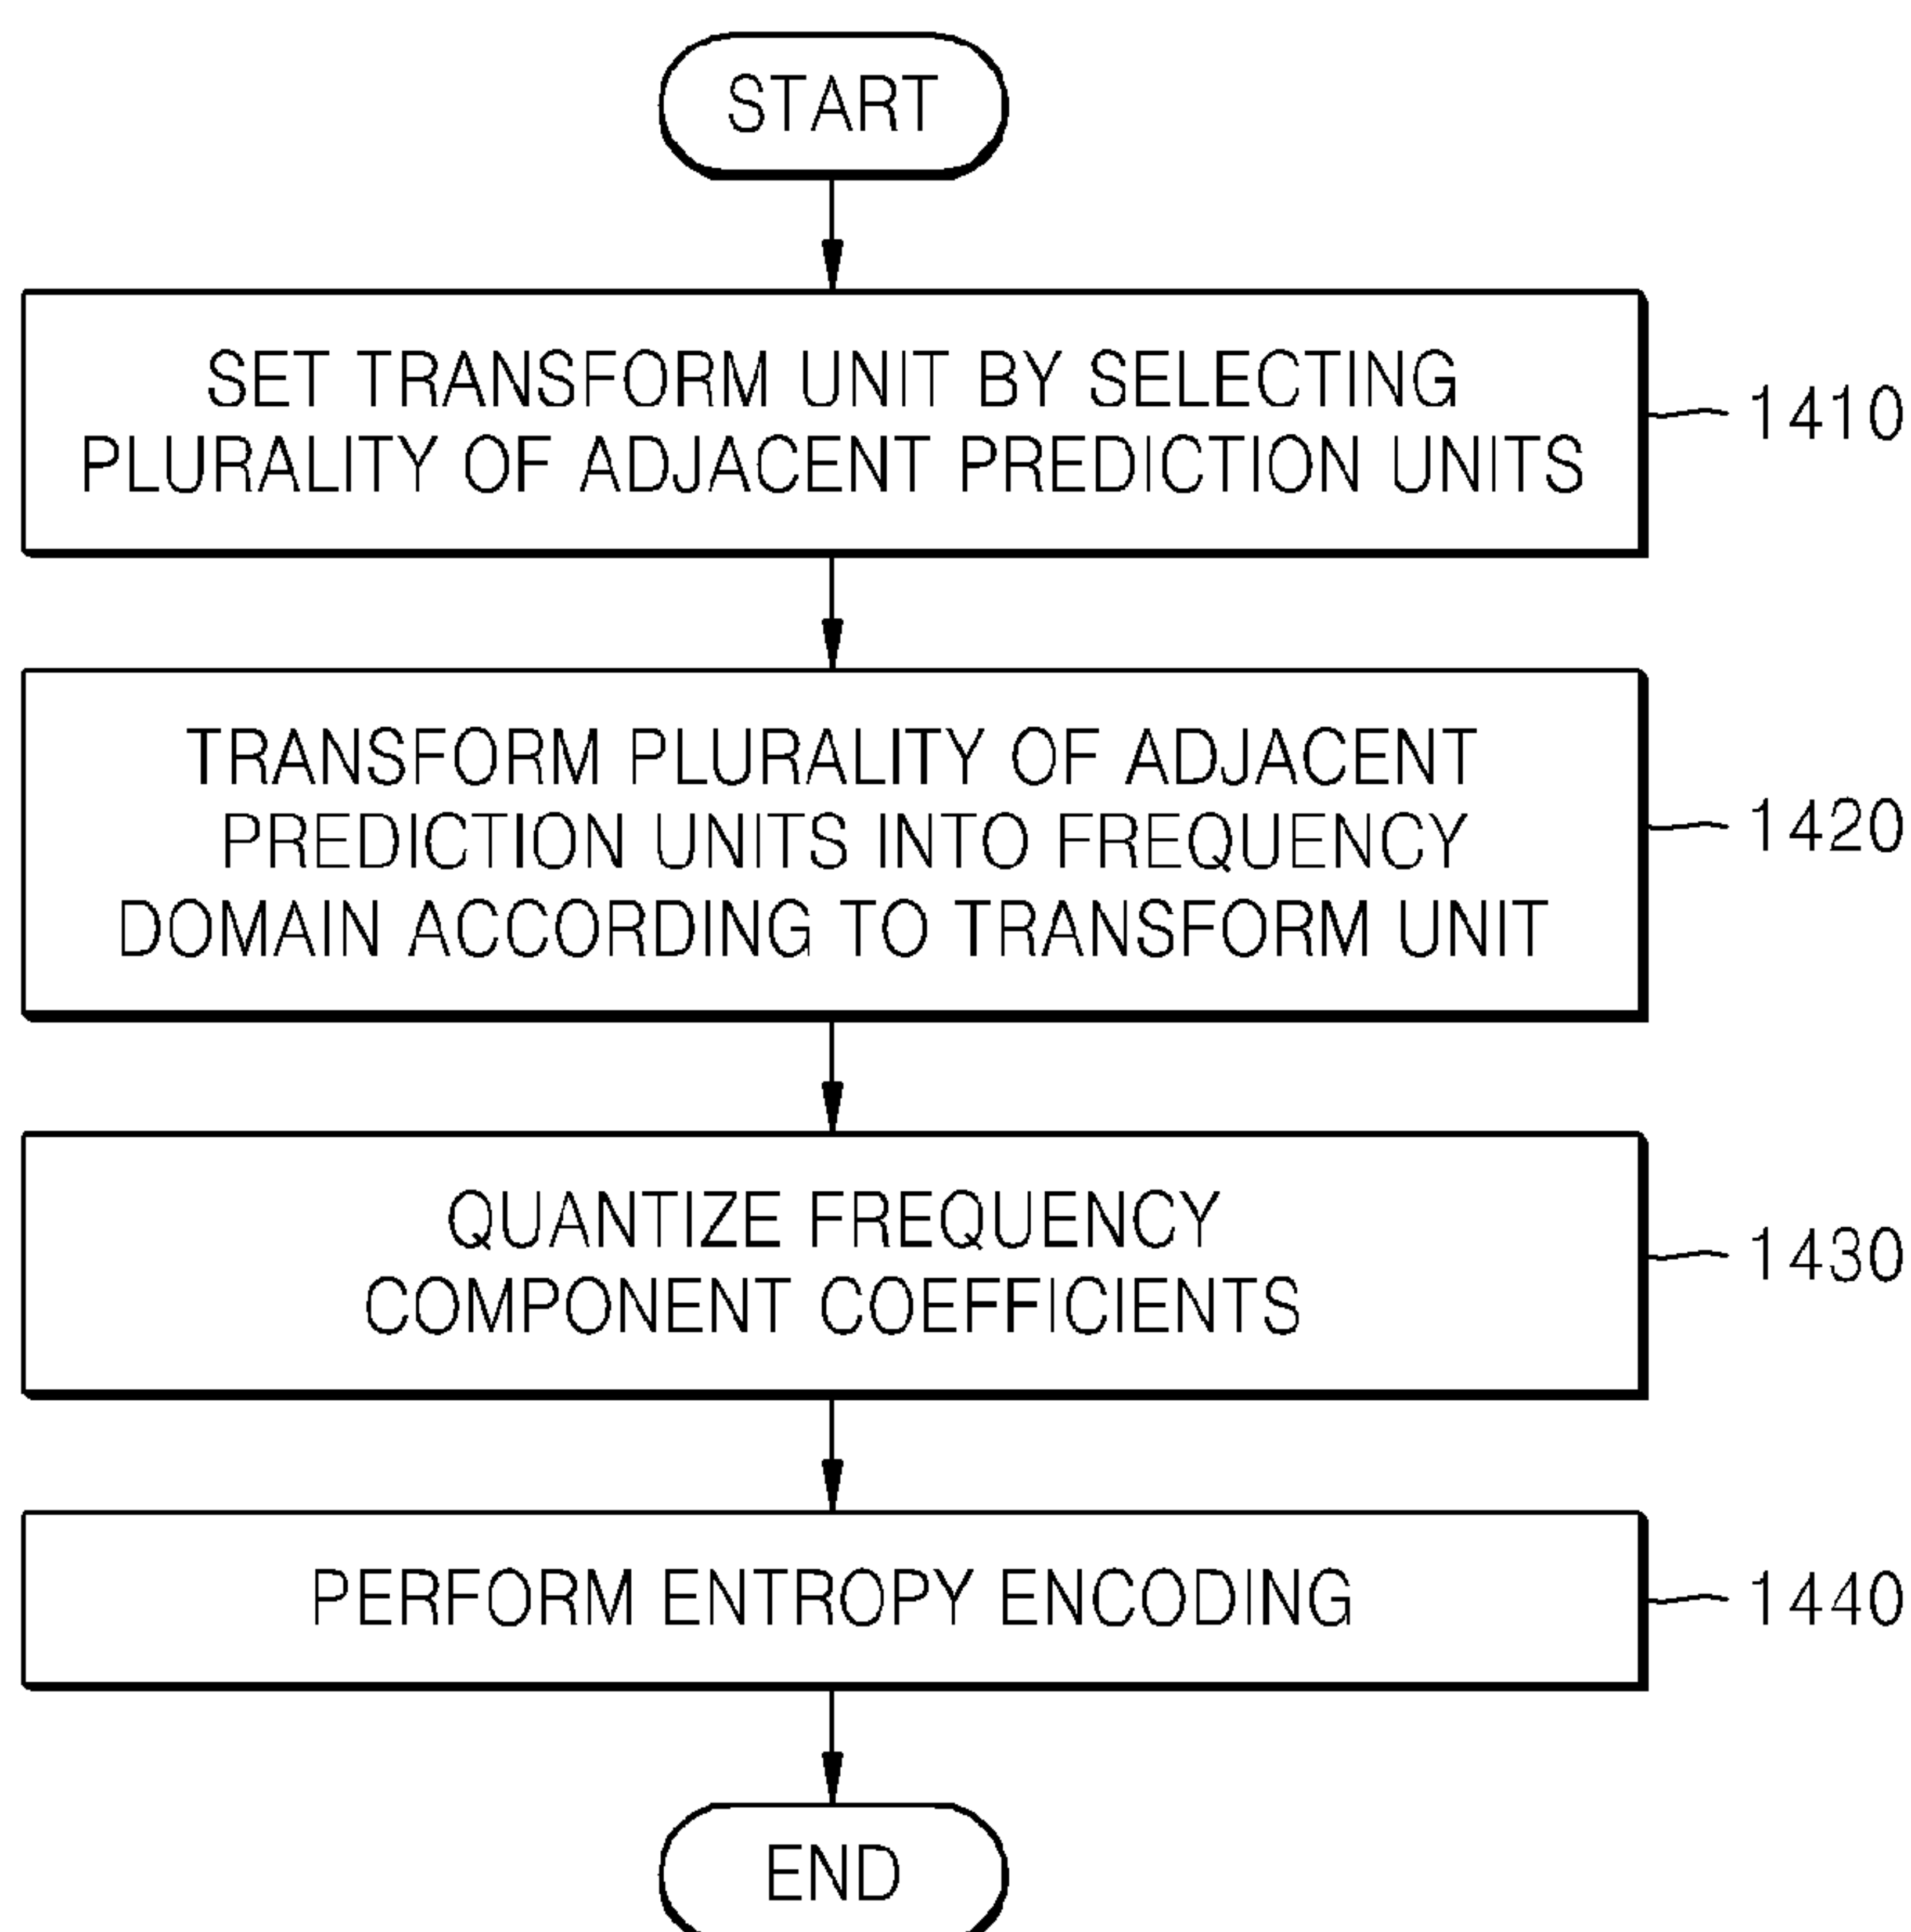 START
SET TRANSFORM UNIT BY SELECTING
PLURALITY OF ADJACENT PREDICTION UNITS
1410
TRANSFORM PLURALITY OF ADJACENT
PREDICTION UNITS INTO FREQUENCY
DOMAIN ACCORDING TO TRANSFORM UNIT
1420
QUANTIZE FREQUENCY
COMPONENT COEFFICIENTS
1430
PERFORM ENTROPY ENCODING
1440
END